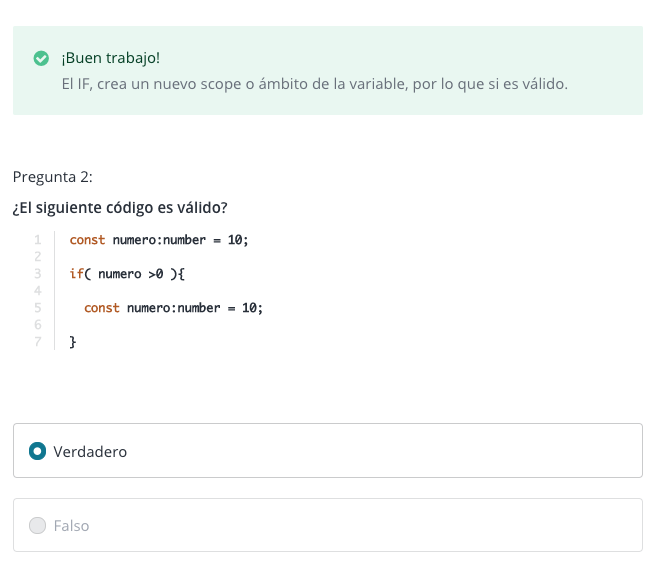 ¡Buen trabajo!
El IF, crea un nuevo scope o ámbito de la variable, por lo que si es válido.
Pregunta 2:
¿El siguiente código es válido?
1 const numero:number = 10;
2
3 if( numero >0 ){
4
5 const numero:number = 10;
6
7 }
Verdadero
Falso